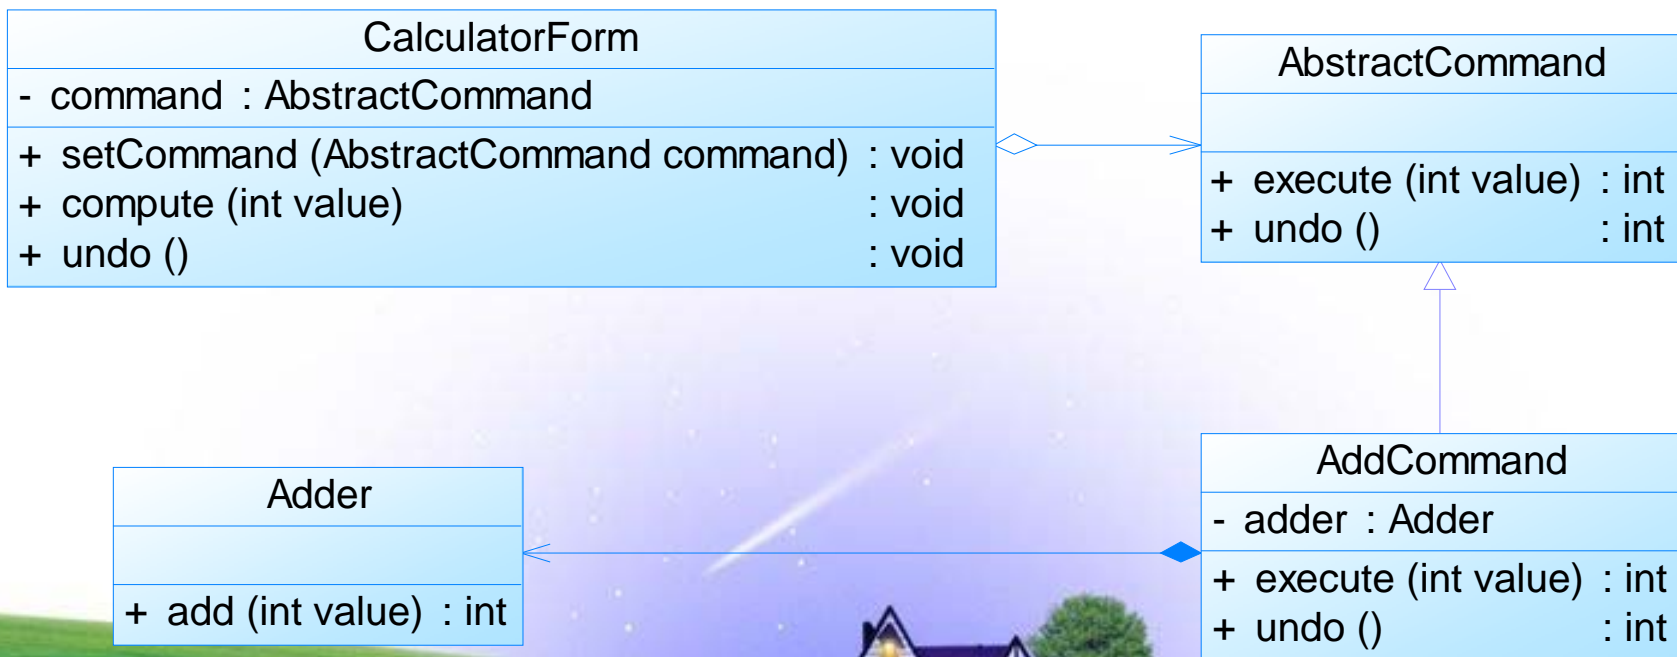 CalculatorForm
- command : AbstractCommand
+ setCommand (AbstractCommand command) : void
+ compute (int value) : void
+ undo () : void
AbstractCommand
+ execute (int value) : int
+ undo () : int
Adder
+ add (int value) : int
AddCommand
- adder : Adder
+ execute (int value) : int
+ undo () : int